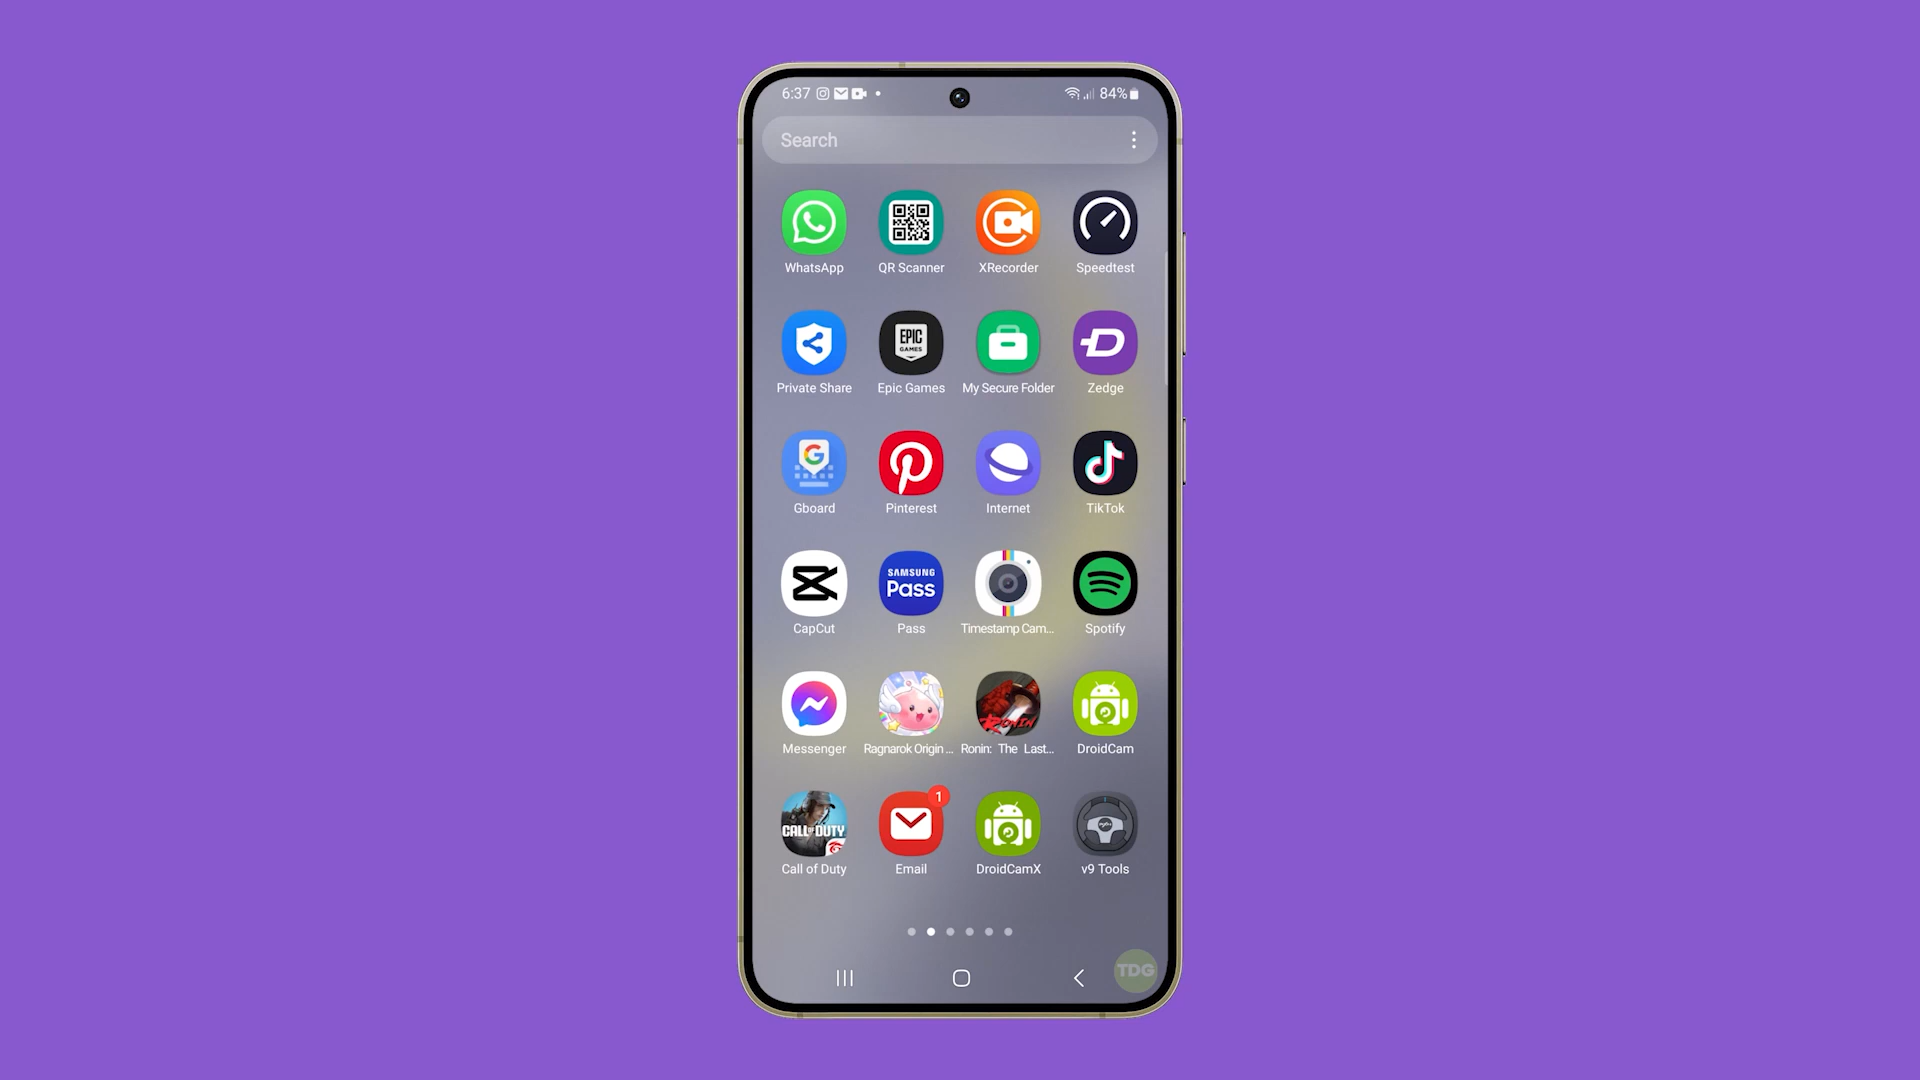 6:37
84%
Search
WhatsApp
QR Scanner
XRecorder
Speedtest
EPIC
GAMES
Private Share
Epic Games
My Secure Folder
Zedge
G
Gboard
Pinterest
Internet
TikTok
SAMSUNG
Pass
CapCut
Pass
Timestamp Cam...
Spotify
RONIN
Messenger
Ragnarok Origin ...
Ronin: The Last...
DroidCam
1
CALL OF DUTY
Call of Duty
Email
DroidCamX
v9 Tools
TDG